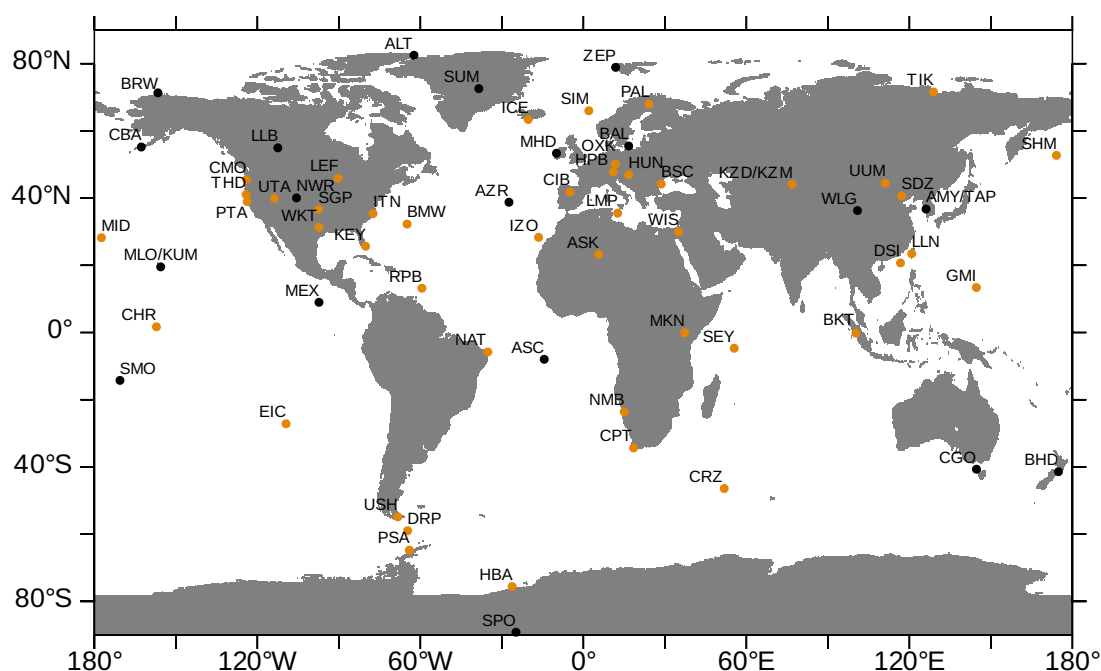 ALT
ZEP
80°N
BRW
SUM
TIK
ICE
SIM
PAL
CBA
LLB
MHD
BAL
OXK
SHM
CMO
LEF
HPB
HUN
BSC
KZD/KZM
UUM
THD
UTA
NWR
CIB
SDZ
40°N
SGP
ITN
AZR
LMP
WLG
AMY/TAP
PTA
WKT
BMW
MID
KEY
IZO
WIS
MLO/KUM
ASK
DSI
LLN
MEX
RPB
GMI
CHR
MKN
BKT
0°
NAT
ASC
SEY
SMO
EIC
NMB
CPT
CGO
BHD
40°S
CRZ
USH
DRP
PSA
HBA
80°S
SPO
180°
120°W
60°W
0°
60°E
120°E
180°